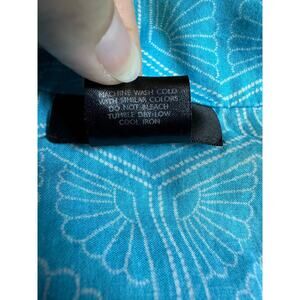 MACHINE WASH COLD
WITH SIMILAR COLORS
DO NOT BLEACH
TUMBLE DRY-LOW
COOL IRON